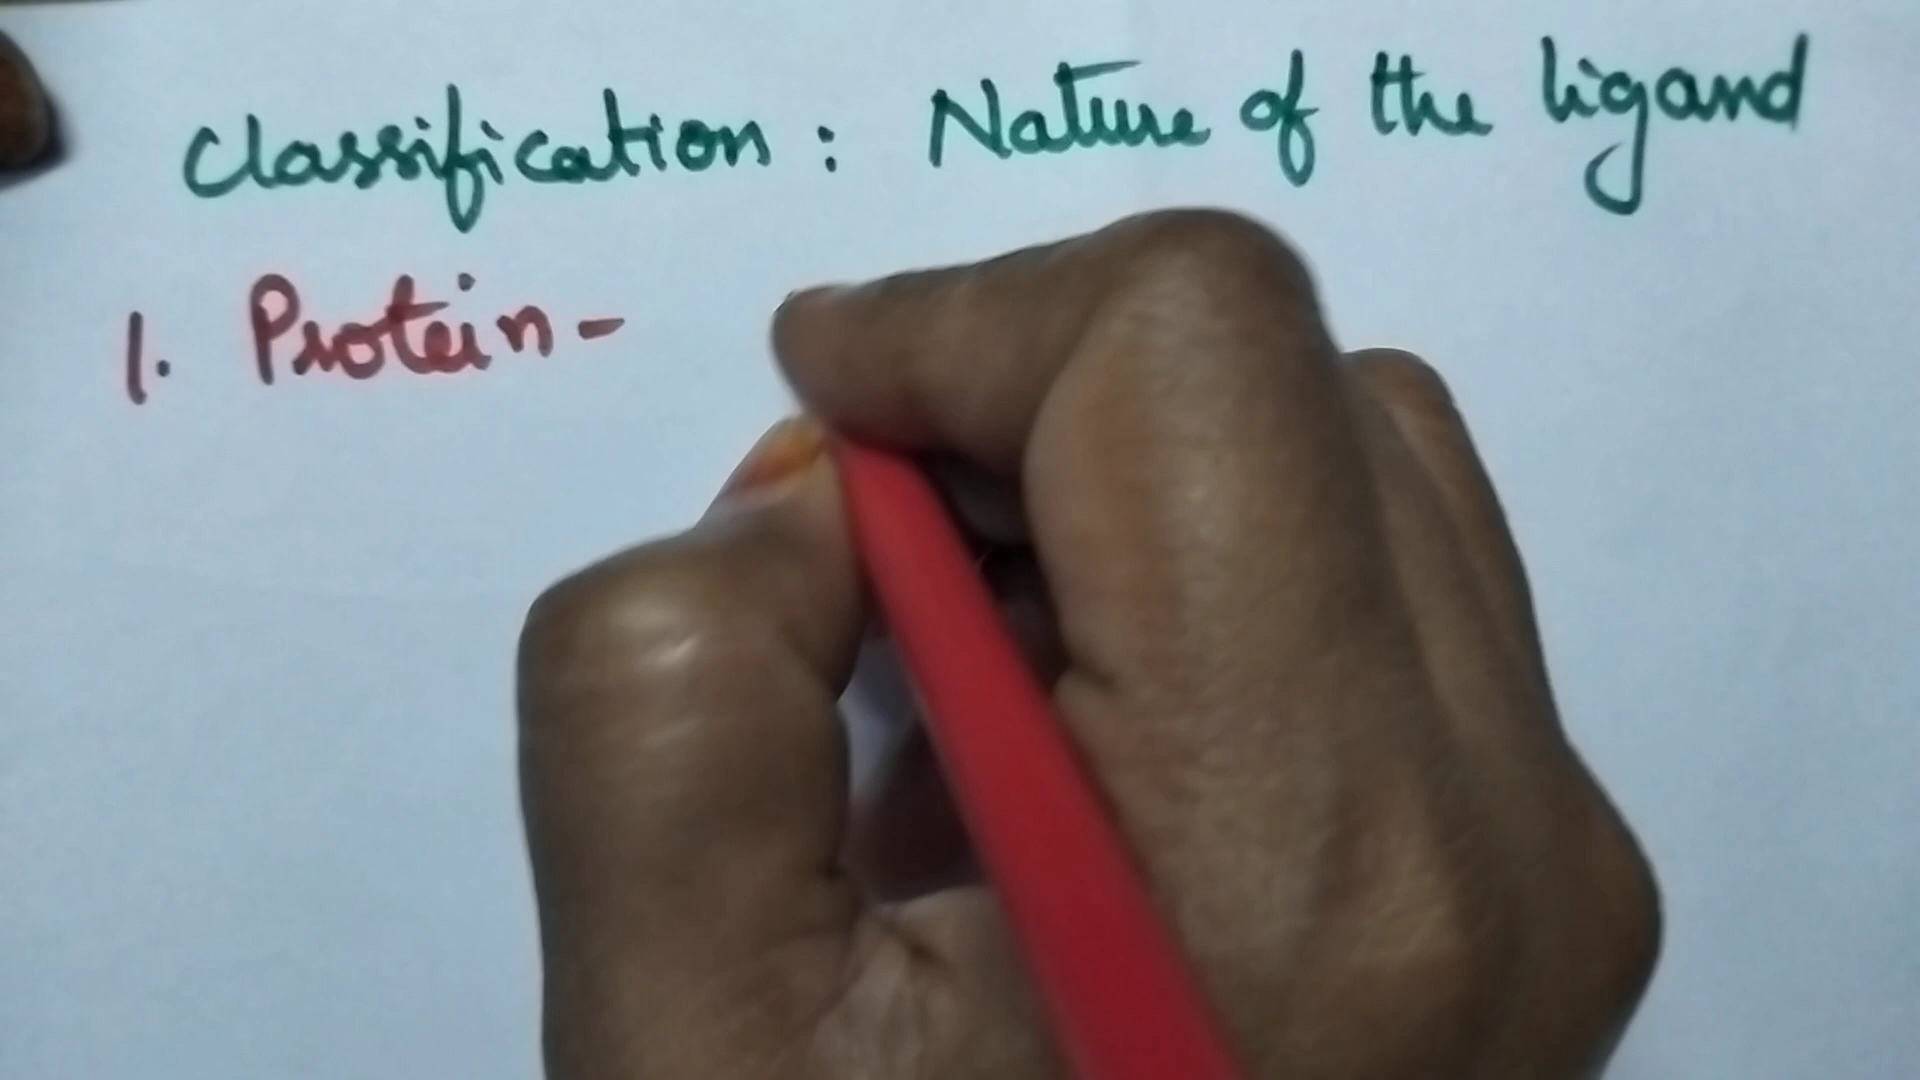 Classification : Nature of the ligand
1. Protein -